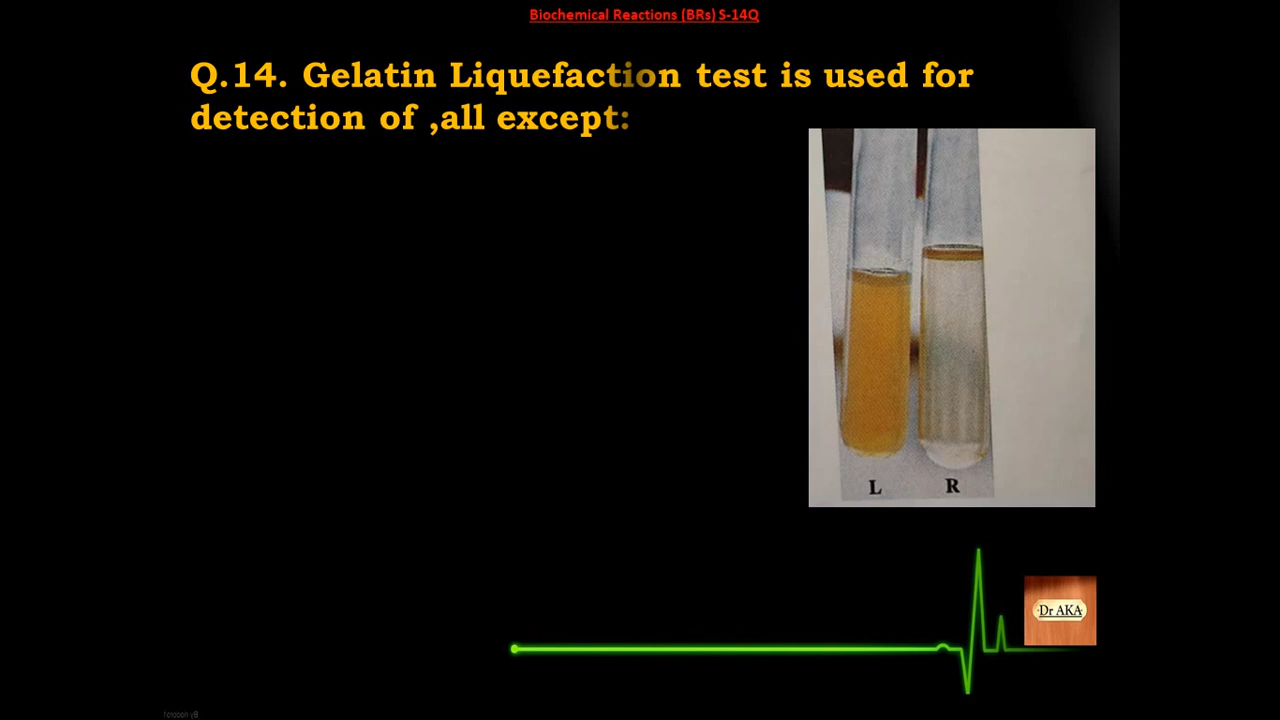 Biochemical Reactions (BRs) S-14Q
Q.14. Gelatin Liquefaction test is used for
detection of ,all except:
L R
Dr AKA